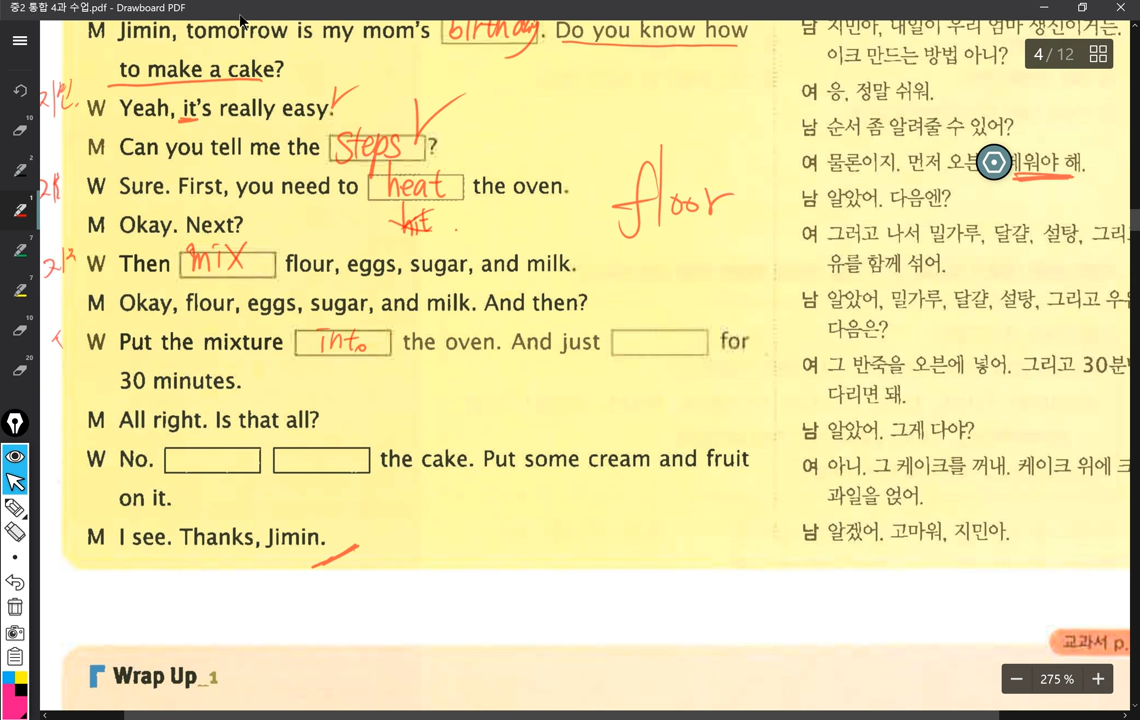 중2 통합 4과 수업.pdf - Drawboard PDF
M Jimin, tomorrow is my mom's birthday. Do you know how
to make a cake?
W Yeah, it's really easy.
M Can you tell me the steps?
W Sure. First, you need to heat the oven.
hit
floor
M Okay. Next?
W Then mix flour, eggs, sugar, and milk.
M Okay, flour, eggs, sugar, and milk. And then?
W Put the mixture into the oven. And just for
30 minutes.
M All right. Is that all?
W No. the cake. Put some cream and fruit
on it.
M I see. Thanks, Jimin.
남 지민아, 내일이 우리 엄마 생신이거든.
이크 만드는 방법 아니?
여 응, 정말 쉬워.
남 순서 좀 알려줄 수 있어?
여 물론이지. 먼저 오븐 데워야 해.
남 알았어. 다음엔?
여 그러고 나서 밀가루, 달걀, 설탕, 그리
유를 함께 섞어.
남 알았어, 밀가루, 달걀, 설탕, 그리고 우
다음은?
여 그 반죽을 오븐에 넣어. 그리고 30분
다리면 돼.
남 알았어. 그게 다야?
여 아니. 그 케이크를 꺼내. 케이크 위에 크
과일을 얹어.
남 알겠어. 고마워, 지민아.
4 / 12
교과서 p.
Wrap Up_1
275 %
10
2
1
7
7
10
20